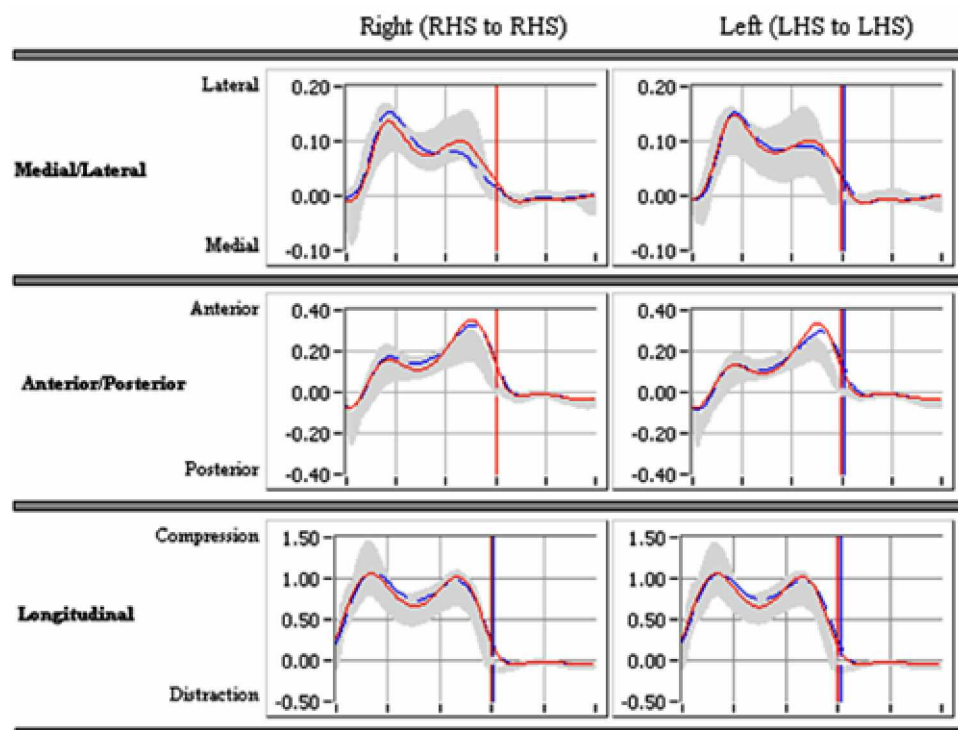 Right (RHS to RHS) Left (LHS to LHS)
Lateral 0.20 0.20
0.10 0.10
Medial/Lateral
0.00 0.00
Medial -0.10 -0.10
Anterior 0.40 0.40
0.20 0.20
Anterior/Posterior 0.00 0.00
-0.20 -0.20
Posterior -0.40 -0.40
Compression 1.50 1.50
1.00 1.00
Longitudinal 0.50 0.50
0.00 0.00
Distraction -0.50 -0.50